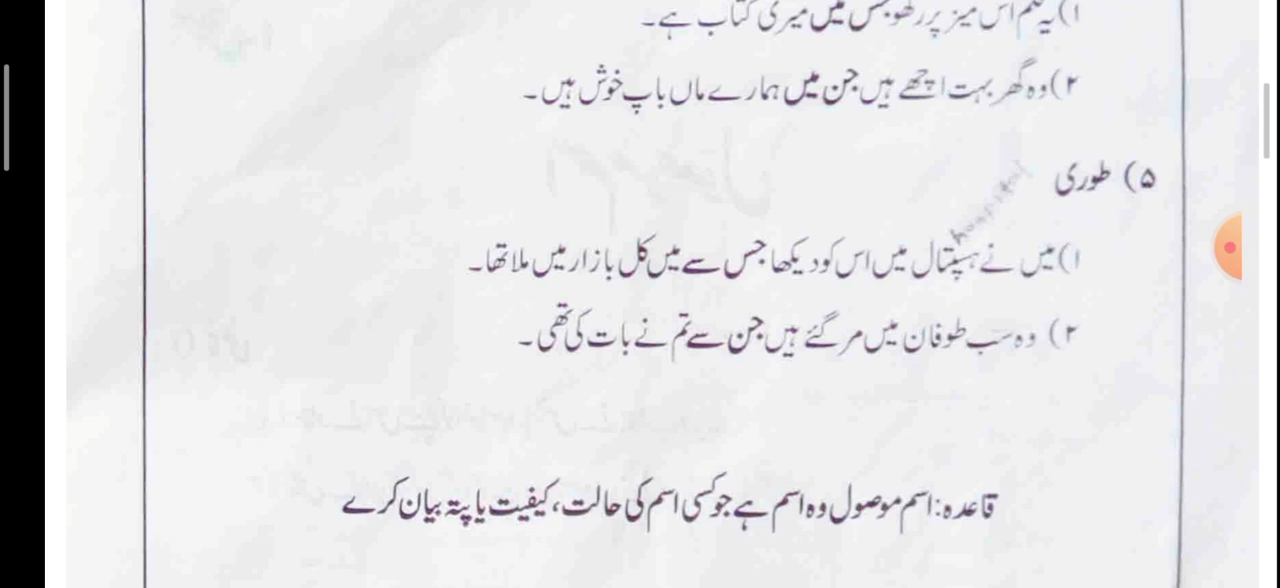 ۱) یہ قلم اس میز پر رکھو جس میں میری کتاب ہے۔
۲) وہ گھر بہت اچھے ہیں جن میں ہمارے ماں باپ خوش ہیں۔
۵) طوری
۱) میں نے ہسپتال میں اس کو دیکھا جس سے میں کل بازار میں ملا تھا۔
۲) وہ سب طوفان میں مر گئے ہیں جن سے تم نے بات کی تھی۔
قاعدہ: اسم موصول وہ اسم ہے جو کسی اسم کی حالت، کیفیت یا پتہ بیان کرے